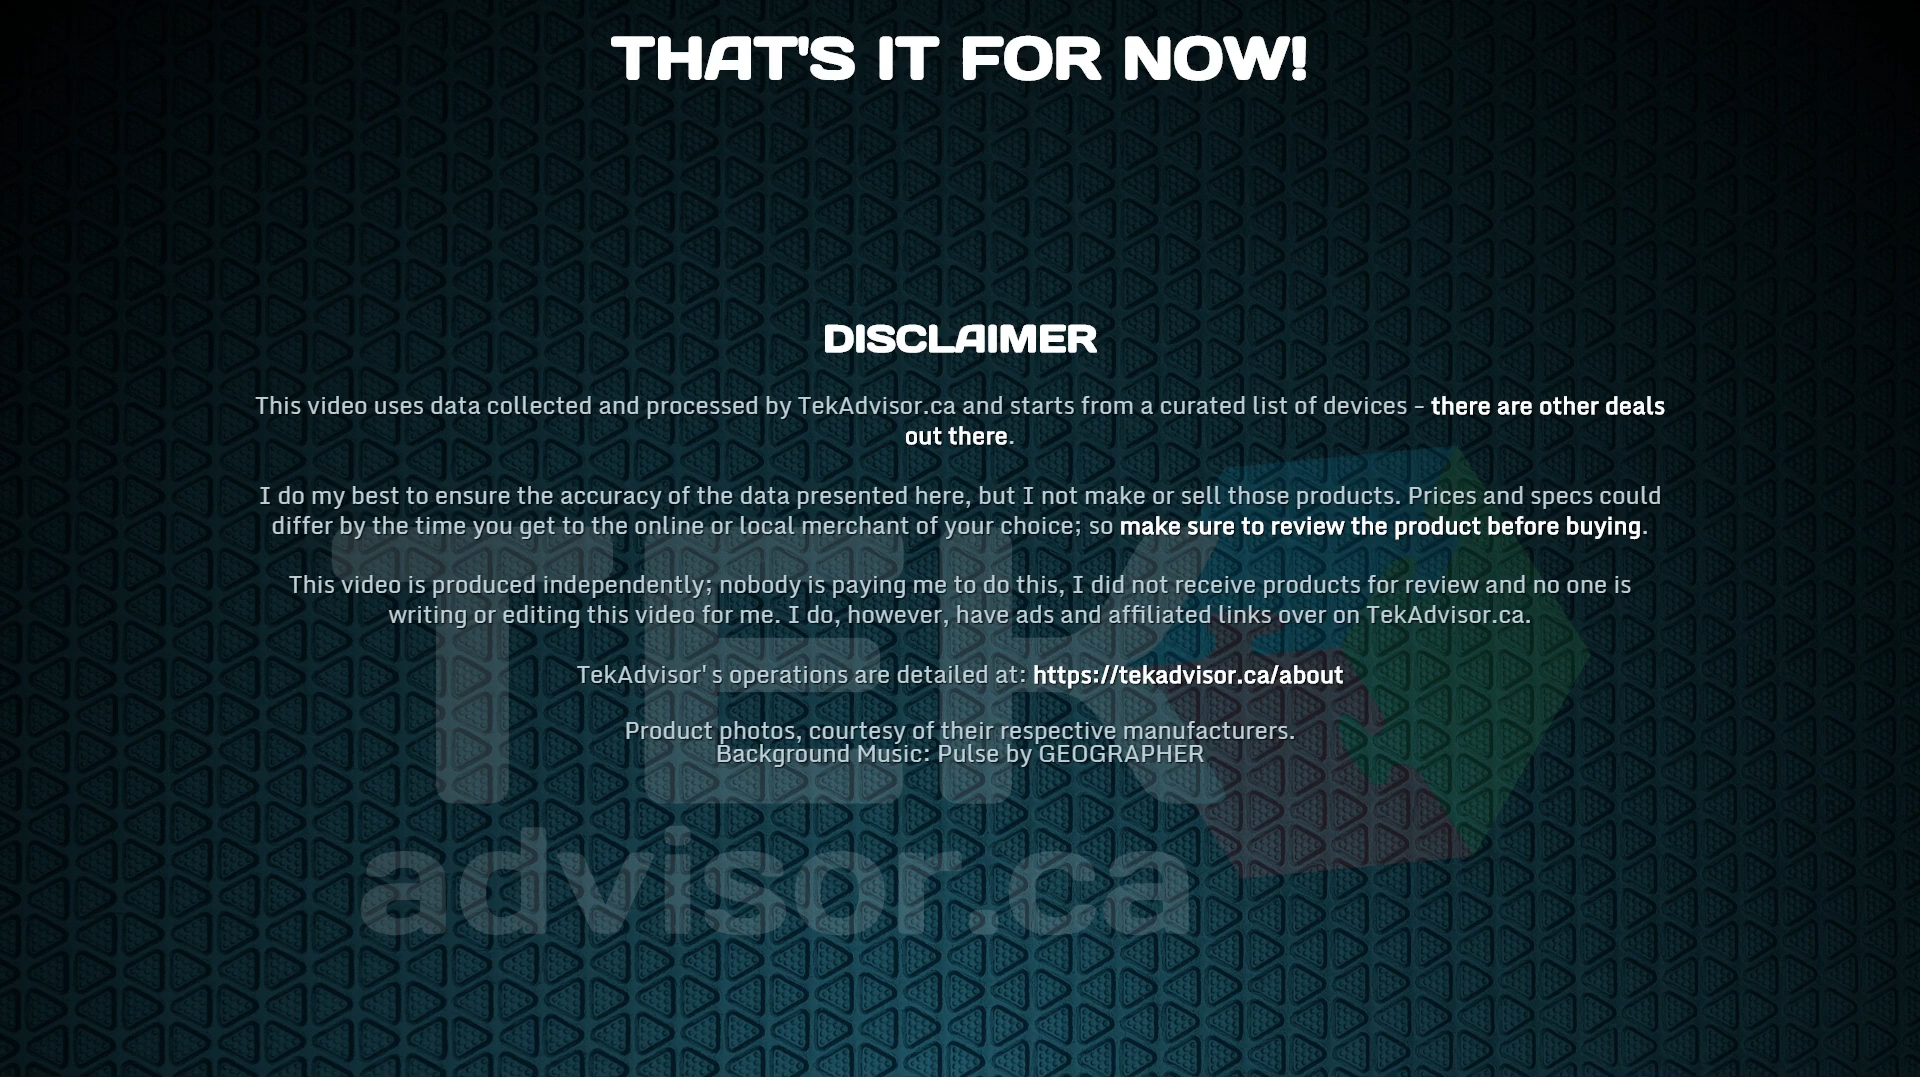 THAT'S IT FOR NOW!
DISCLAIMER
This video uses data collected and processed by TekAdvisor.ca and starts from a curated list of devices - there are other deals
out there.
I do my best to ensure the accuracy of the data presented here, but I not make or sell those products. Prices and specs could
differ by the time you get to the online or local merchant of your choice; so make sure to review the product before buying.
This video is produced independently; nobody is paying me to do this, I did not receive products for review and no one is
writing or editing this video for me. I do, however, have ads and affiliated links over on TekAdvisor.ca.
TekAdvisor's operations are detailed at: https://tekadvisor.ca/about
Product photos, courtesy of their respective manufacturers.
Background Music: Pulse by GEOGRAPHER
TEK
advisor.ca